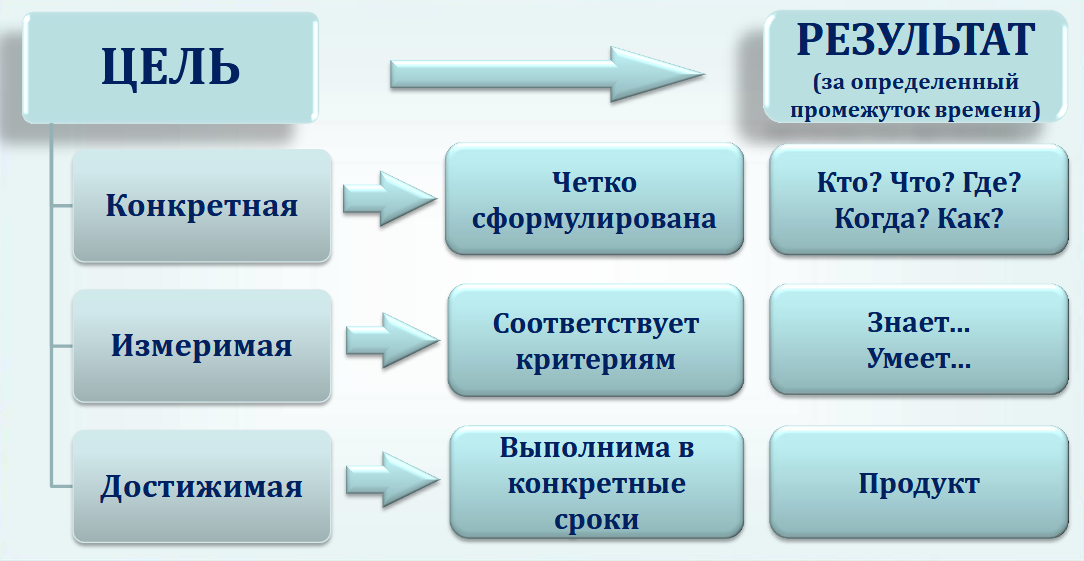 ЦЕЛЬ
РЕЗУЛЬТАТ
(за определенный
промежуток времени)
Конкретная
Четко
сформулирована
Кто? Что? Где?
Когда? Как?
Измеримая
Соответствует
критериям
Знает...
Умеет...
Достижимая
Выполнима в
конкретные
сроки
Продукт